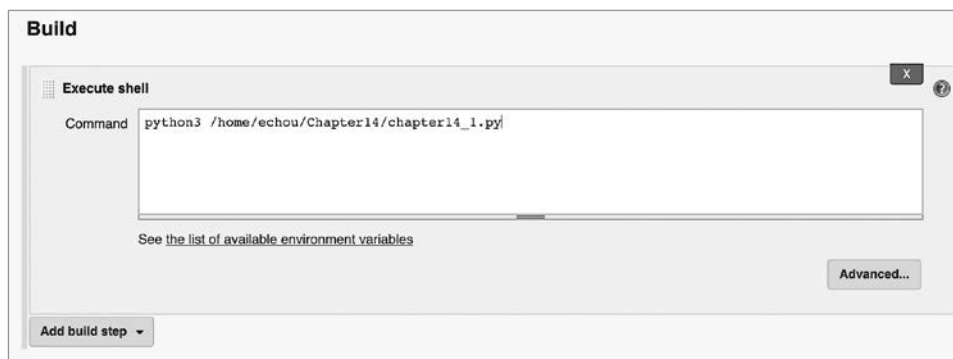 Build
X
Execute shell
?
Command
python3 /home/echou/Chapter14/chapter14_1.py
See the list of available environment variables
Advanced...
Add build step